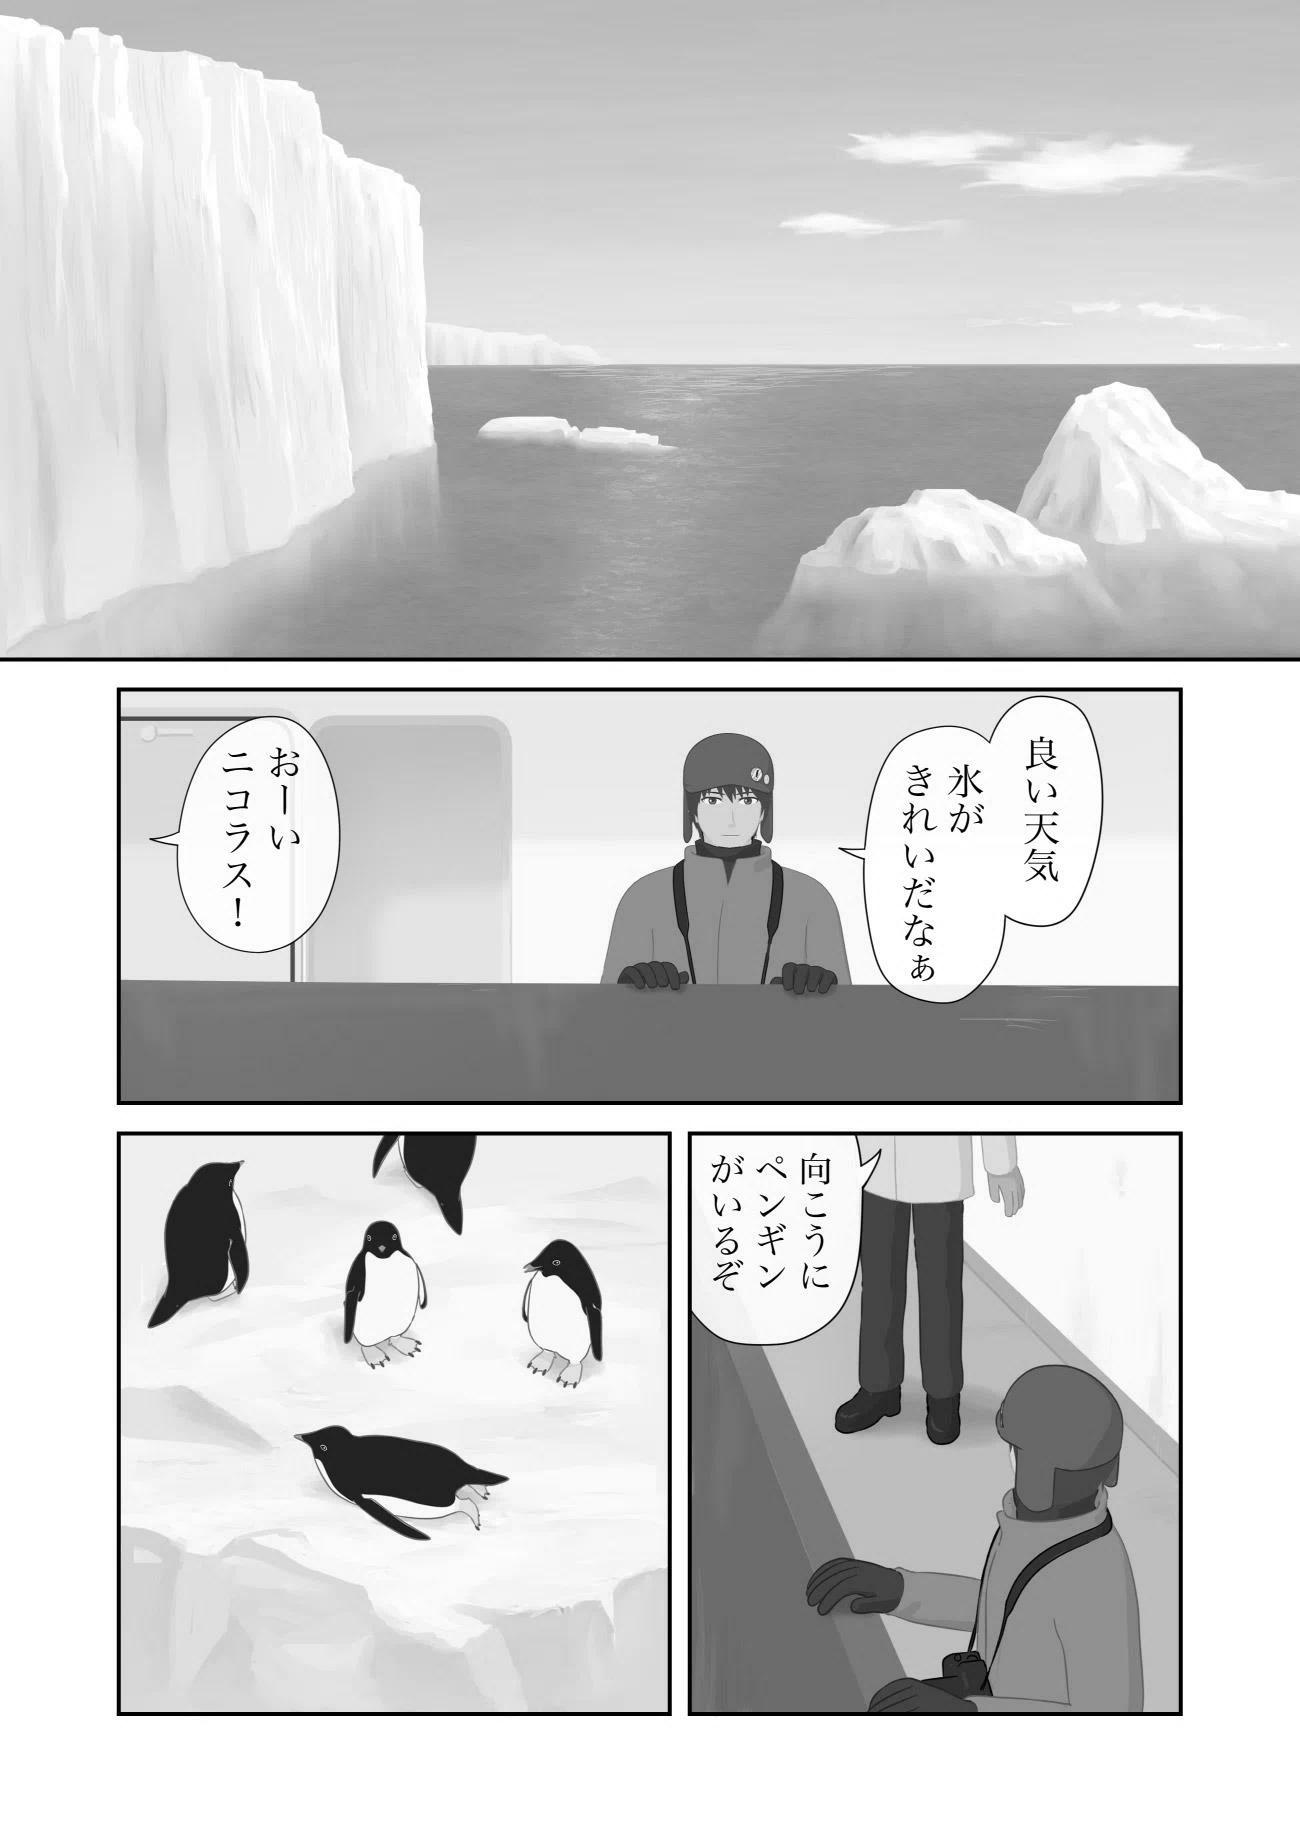 良い天気
氷が
きれいだなぁ
おーい
ニコラス！
向こうに
ペンギン
がいるぞ